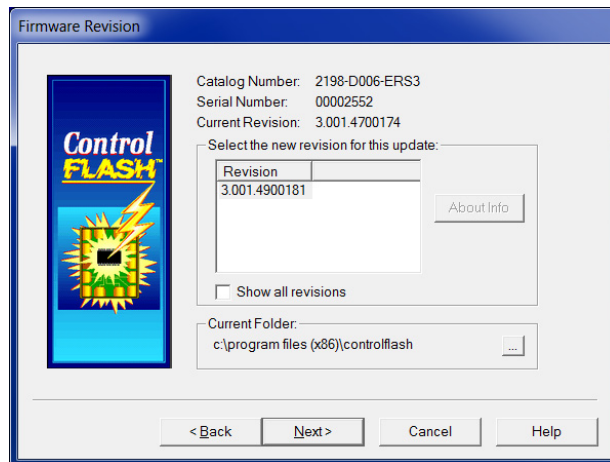 Firmware Revision
Control
FLASH™
Catalog Number: 2198-D006-ERS3
Serial Number: 00002552
Current Revision: 3.001.4700174
Select the new revision for this update:
Revision
3.001.4900181
About Info
Show all revisions
Current Folder:
c:\program files (x86)\controlflash
...
< Back
Next >
Cancel
Help